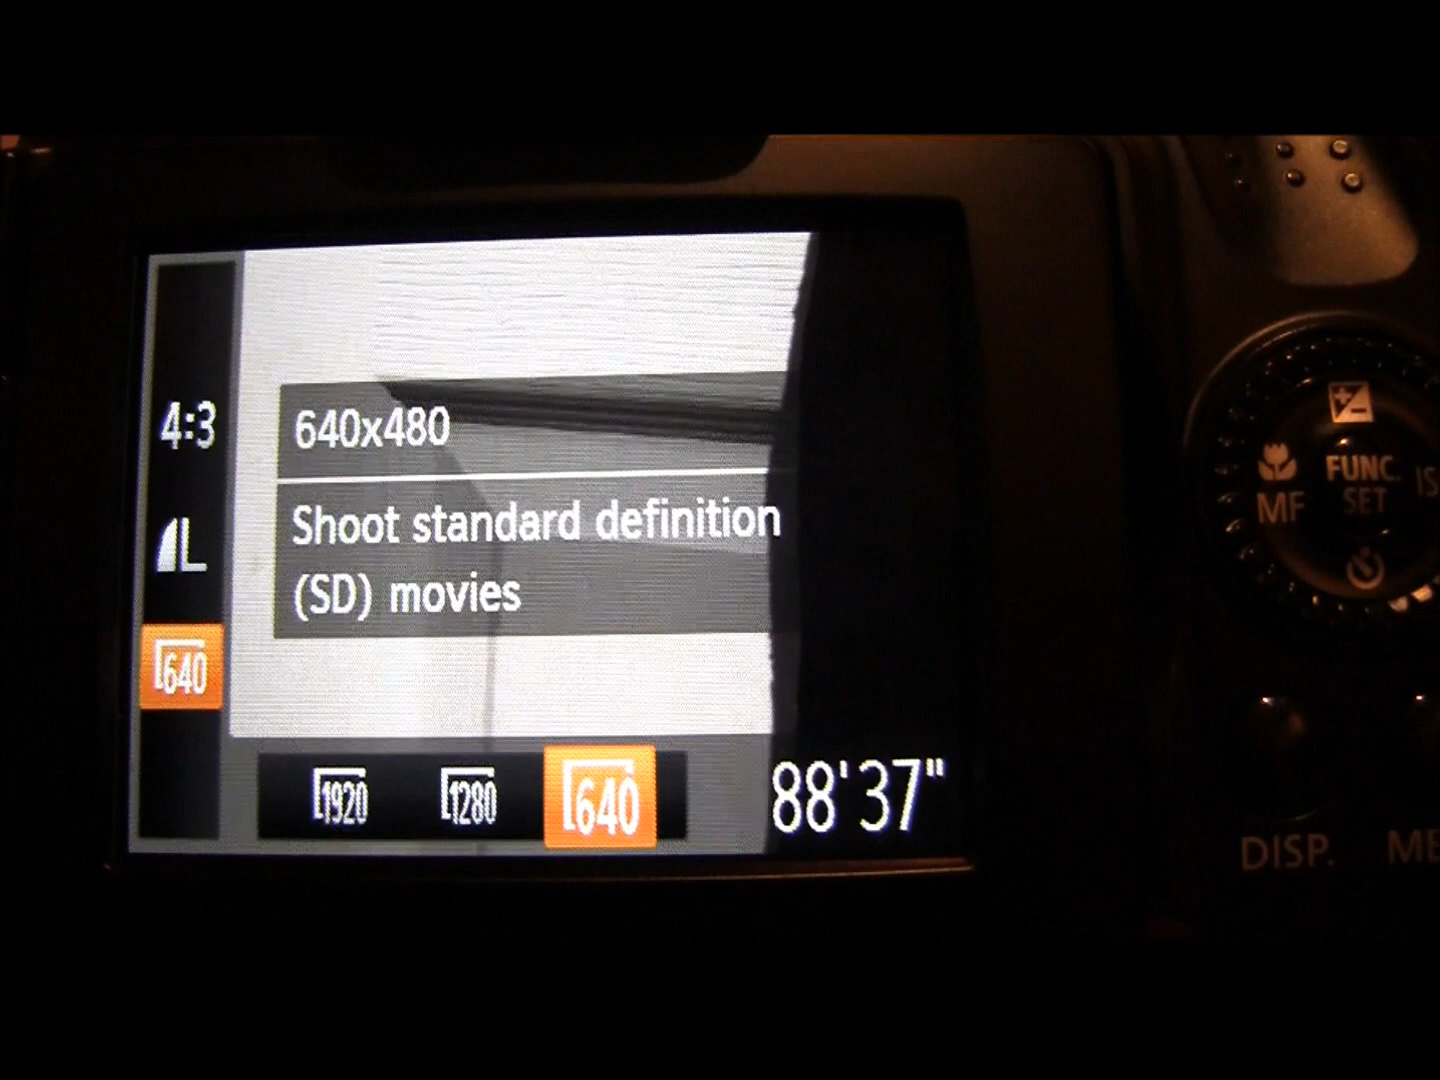 4:3
L
640
640x480
Shoot standard definition
(SD) movies
1920
1280
640
88'37"
MF
FUNC.
SET
IS
DISP.